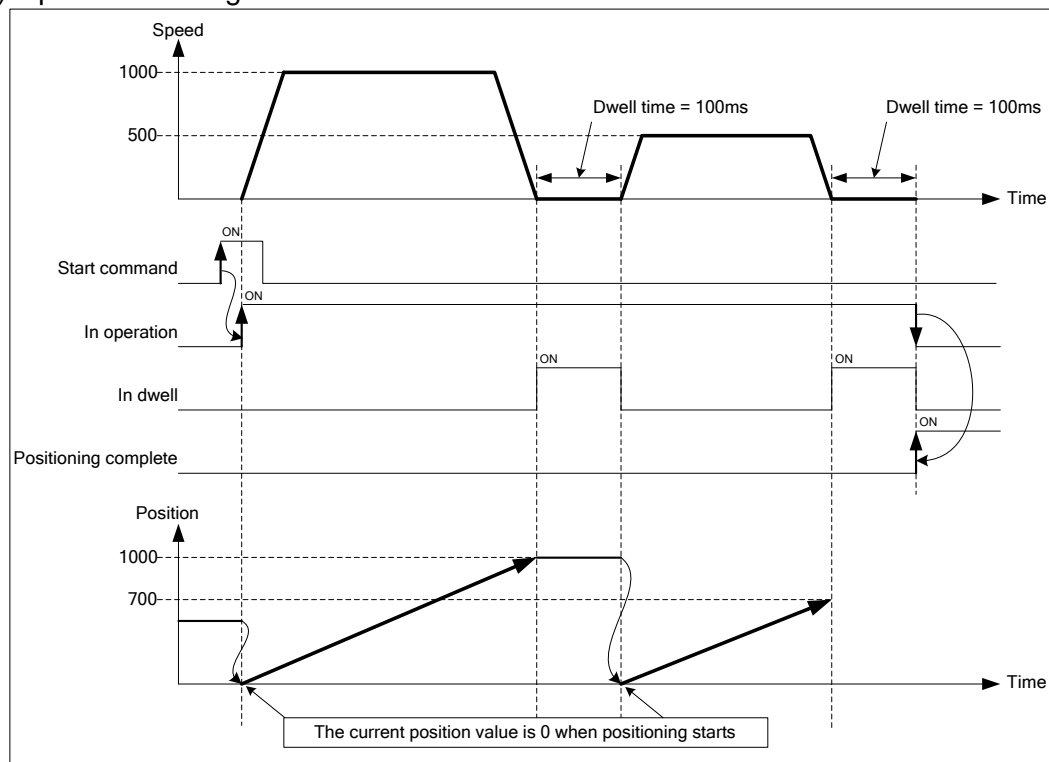 Speed
1000
Dwell time = 100ms
Dwell time = 100ms
500
Time
ON
Start command
ON
In operation
ON
ON
In dwell
ON
Positioning complete
Position
1000
700
Time
The current position value is 0 when positioning starts